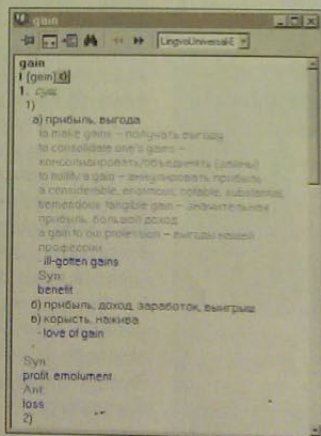 gain
LingvoUniversal-E
gain
I [gein]
1. сущ.
1)
а) прибыль, выгода
to make gains – получать выгоду
to consolidate one's gains –
консолидировать/объединять (займы)
to nullify a gain – аннулировать прибыль
a considerable, enormous, notable, substantial,
tremendous, tangible gain – значительная
прибыль, большой доход
a gain to our profession – выгоды нашей
профессии
- ill-gotten gains
Syn:
benefit
б) прибыль, доход, заработок, выигрыш
в) корысть, нажива
- love of gain
Syn:
profit, emolument
Ant:
loss
2)